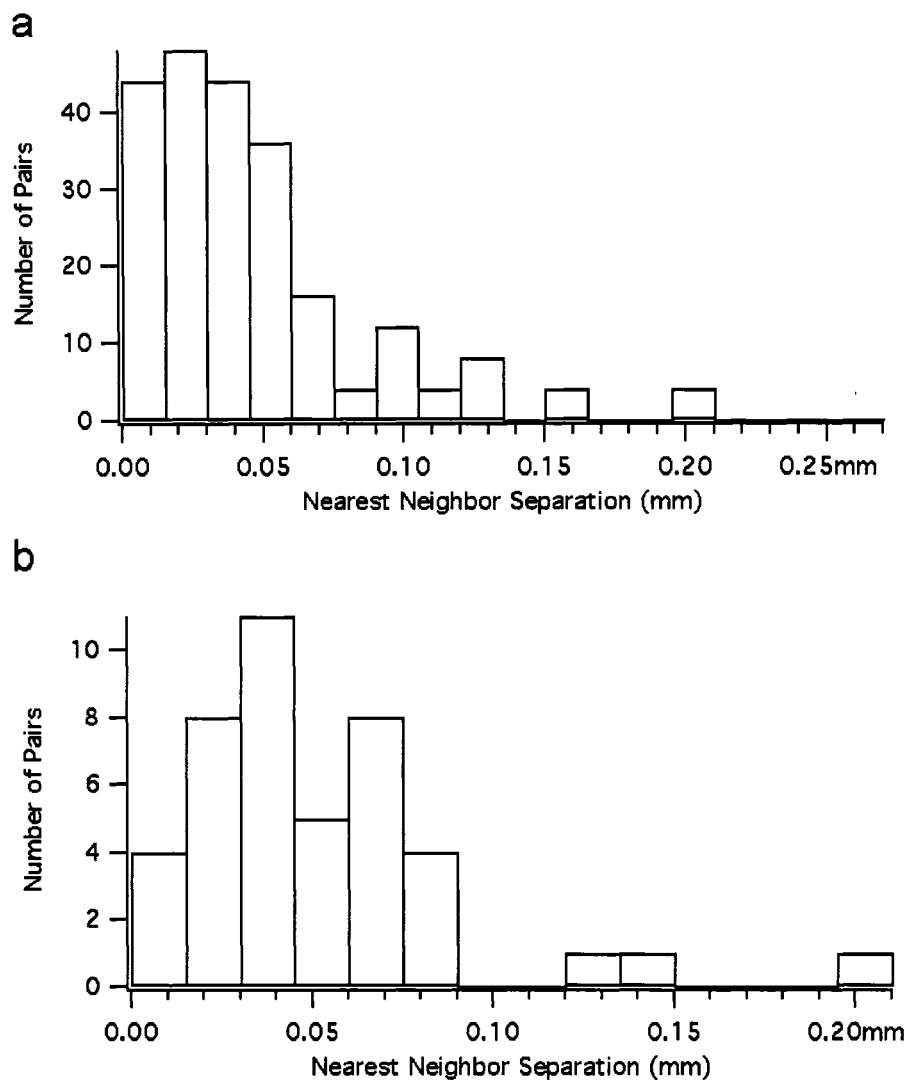 a
Number of Pairs
40
30
20
10
0
0.00 0.05 0.10 0.15 0.20 0.25mm
Nearest Neighbor Separation (mm)
b
Number of Pairs
10
8
6
4
2
0
0.00 0.05 0.10 0.15 0.20mm
Nearest Neighbor Separation (mm)